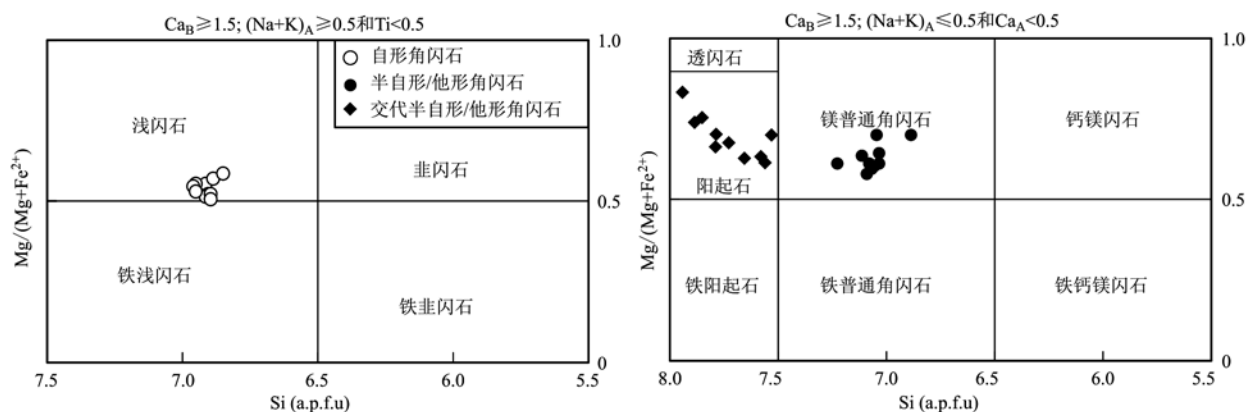 Ca_B≥1.5; (Na+K)_A≥0.5和Ti<0.5
自形角闪石
半自形/他形角闪石
交代半自形/他形角闪石
浅闪石
韭闪石
铁浅闪石
铁韭闪石
Mg/(Mg+Fe²⁺)
1.0
0.5
0
7.5 7.0 6.5 6.0 5.5
Si (a.p.f.u)
Ca_B≥1.5; (Na+K)_A≤0.5和Ca_A<0.5
透闪石
镁普通角闪石
钙镁闪石
阳起石
铁阳起石
铁普通角闪石
铁钙镁闪石
Mg/(Mg+Fe²⁺)
1.0
0.5
0
8.0 7.5 7.0 6.5 6.0 5.5
Si (a.p.f.u)